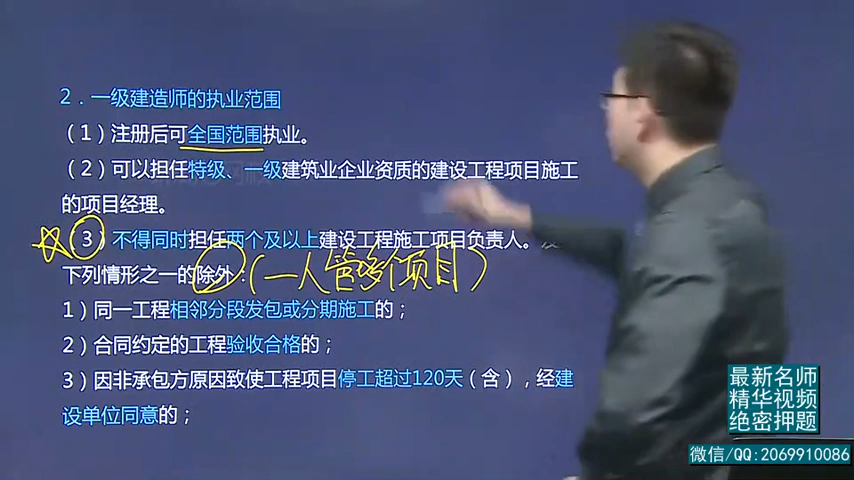 2．一级建造师的执业范围
（1）注册后可全国范围执业。
（2）可以担任特级、一级建筑业企业资质的建设工程项目施工
的项目经理。
（3）不得同时担任两个及以上建设工程施工项目负责人。
下列情形之一的除外：
（一人管多个项目）
1）同一工程相邻分段发包或分期施工的；
2）合同约定的工程验收合格的；
3）因非承包方原因致使工程项目停工超过120天（含），经建
设单位同意的；
最新名师
精华视频
绝密押题
微信/QQ:2069910086